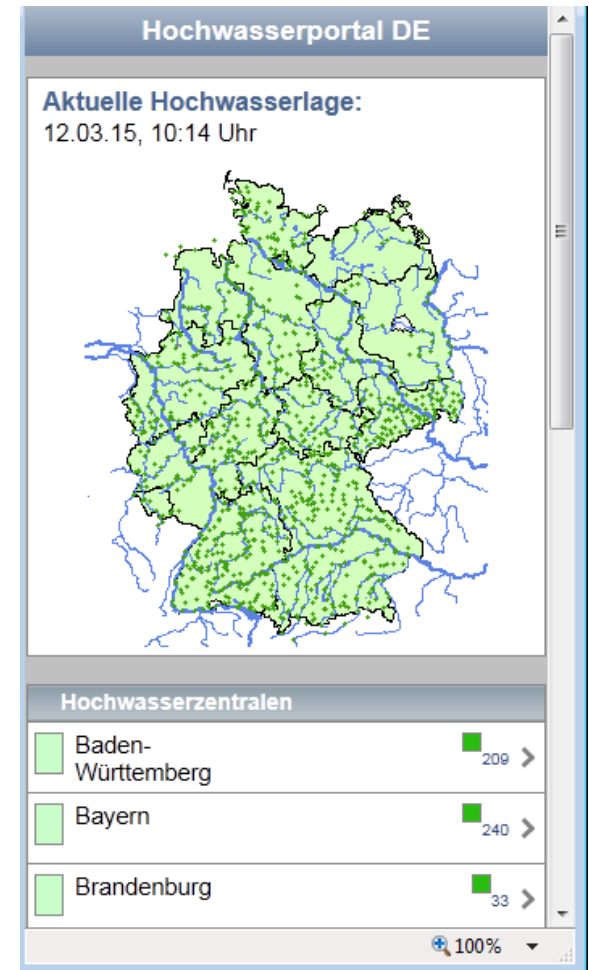 Hochwasserportal DE
Aktuelle Hochwasserlage:
12.03.15, 10:14 Uhr
Hochwasserzentralen
Baden-
Württemberg
209
Bayern
240
Brandenburg
33
100%